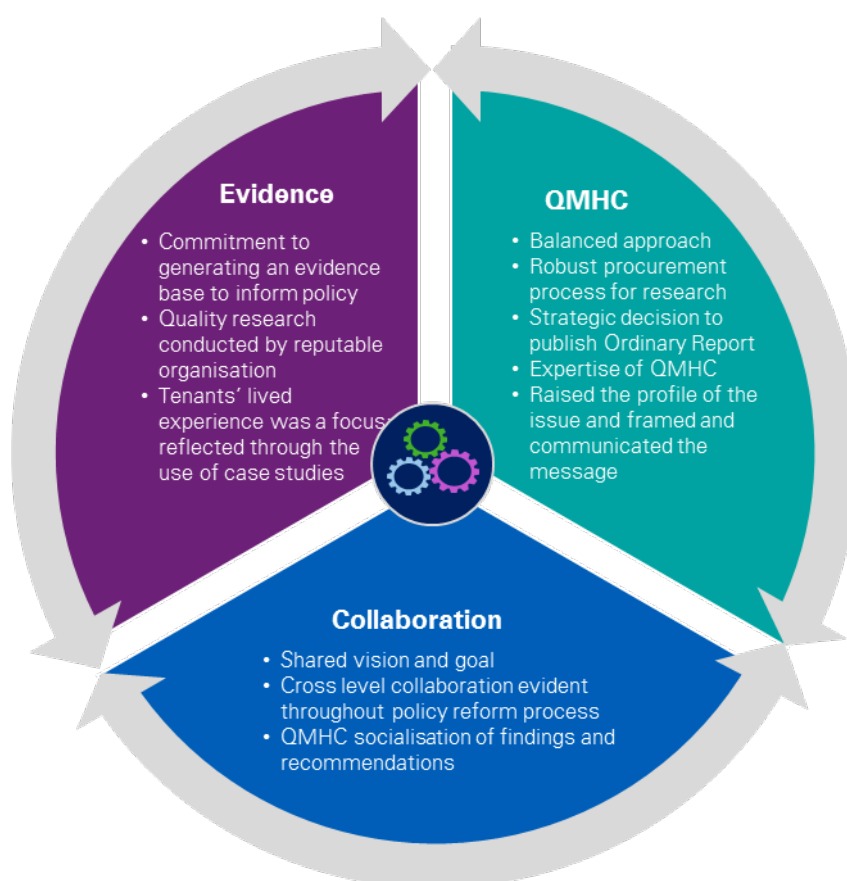 Evidence
• Commitment to
generating an evidence
base to inform policy
• Quality research
conducted by reputable
organisation
• Tenants' lived
experience was a focus-
reflected through the
use of case studies
QMHC
• Balanced approach
• Robust procurement
process for research
• Strategic decision to
publish Ordinary Report
• Expertise of QMHC
• Raised the profile of the
issue and framed and
communicated the
message
Collaboration
• Shared vision and goal
• Cross level collaboration evident
throughout policy reform process
• QMHC socialisation of findings and
recommendations